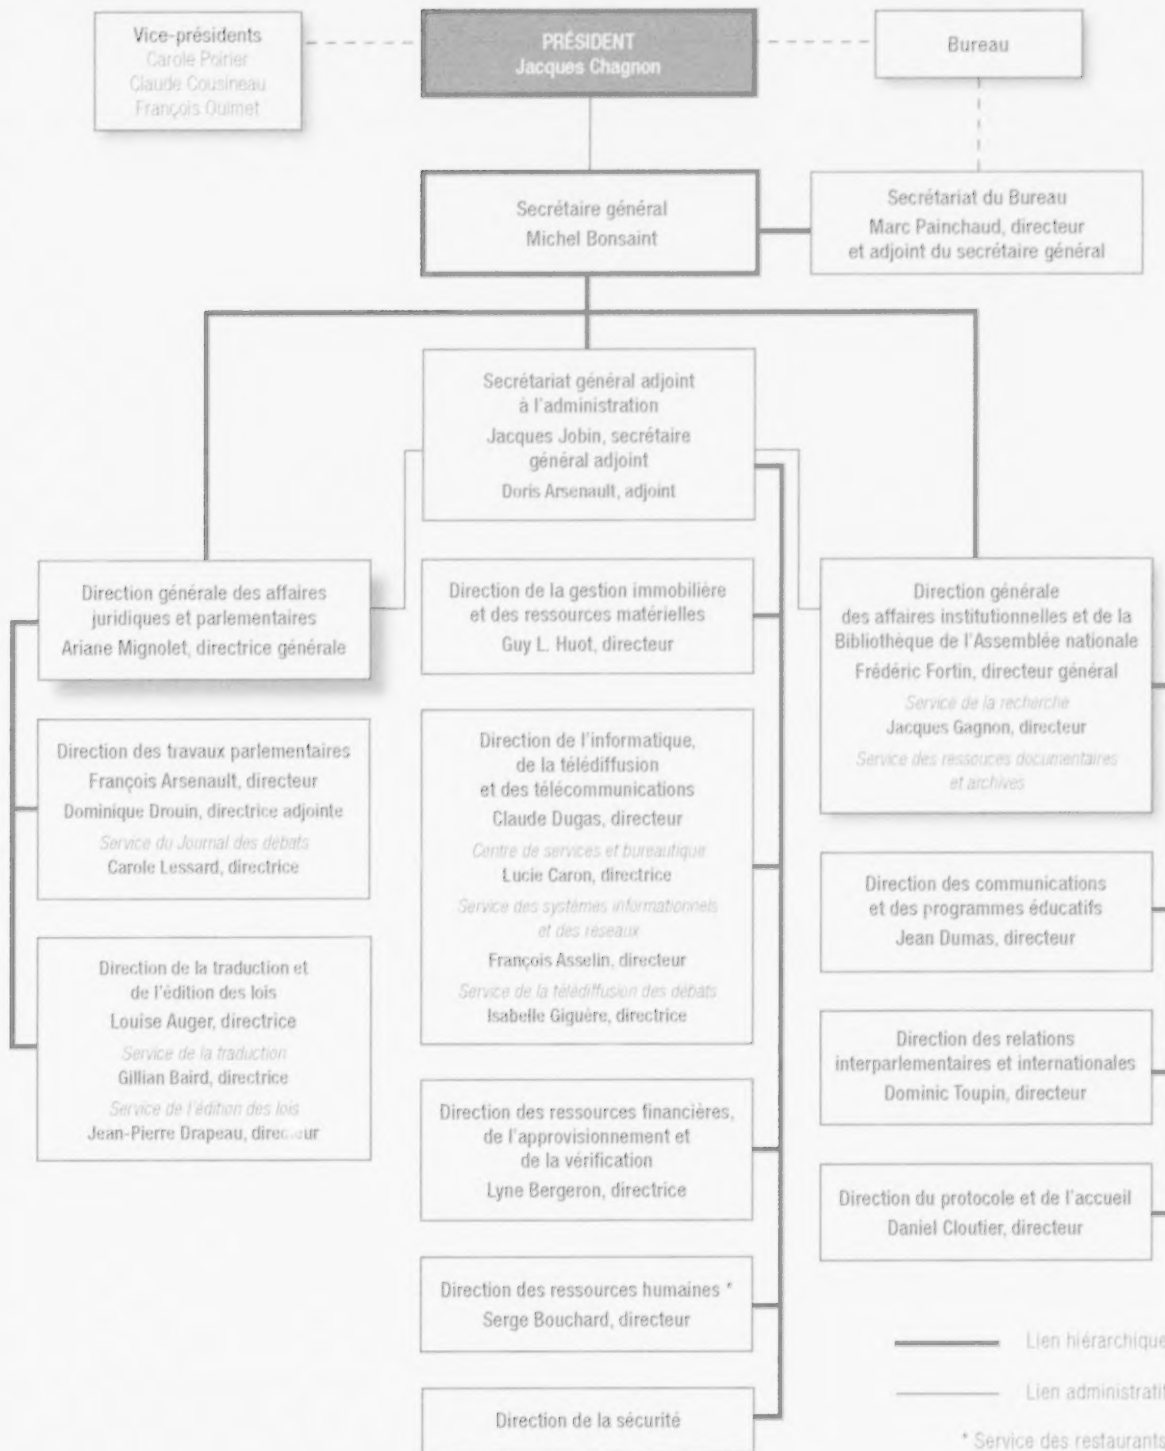 Vice-présidents
Carole Poirier
Claude Cousineau
François Ouimet
PRÉSIDENT
Jacques Chagnon
Bureau
Secrétaire général
Michel Bonsaint
Secrétariat du Bureau
Marc Painchaud, directeur
et adjoint du secrétaire général
Secrétariat général adjoint
à l'administration
Jacques Jobin, secrétaire
général adjoint
Doris Arsenault, adjoint
Direction générale des affaires
juridiques et parlementaires
Ariane Mignolet, directrice générale
Direction des travaux parlementaires
François Arsenault, directeur
Dominique Drouin, directrice adjointe
Service du Journal des débats
Carole Lessard, directrice
Direction de la traduction et
de l'édition des lois
Louise Auger, directrice
Service de la traduction
Gillian Baird, directrice
Service de l'édition des lois
Jean-Pierre Drapeau, directeur
Direction de la gestion immobilière
et des ressources matérielles
Guy L. Huot, directeur
Direction de l'informatique,
de la télédiffusion
et des télécommunications
Claude Dugas, directeur
Centre de services et bureautique
Lucie Caron, directrice
Service des systèmes informationnels
et des réseaux
François Asselin, directeur
Service de la télédiffusion des débats
Isabelle Giguère, directrice
Direction des ressources financières,
de l'approvisionnement et
de la vérification
Lyne Bergeron, directrice
Direction des ressources humaines *
Serge Bouchard, directeur
Direction de la sécurité
Direction générale
des affaires institutionnelles et de la
Bibliothèque de l'Assemblée nationale
Frédéric Fortin, directeur général
Service de la recherche
Jacques Gagnon, directeur
Service des ressouces documentaires
et archives
Direction des communications
et des programmes éducatifs
Jean Dumas, directeur
Direction des relations
interparlementaires et internationales
Dominic Toupin, directeur
Direction du protocole et de l'accueil
Daniel Cloutier, directeur
Lien hiérarchique
Lien administratif
* Service des restaurants